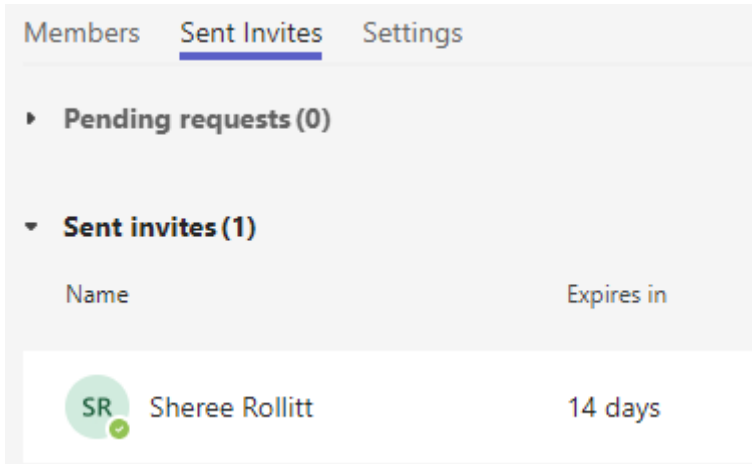 Members Sent Invites Settings
Pending requests (0)
Sent invites (1)
Name Expires in
SR Sheree Rollitt 14 days